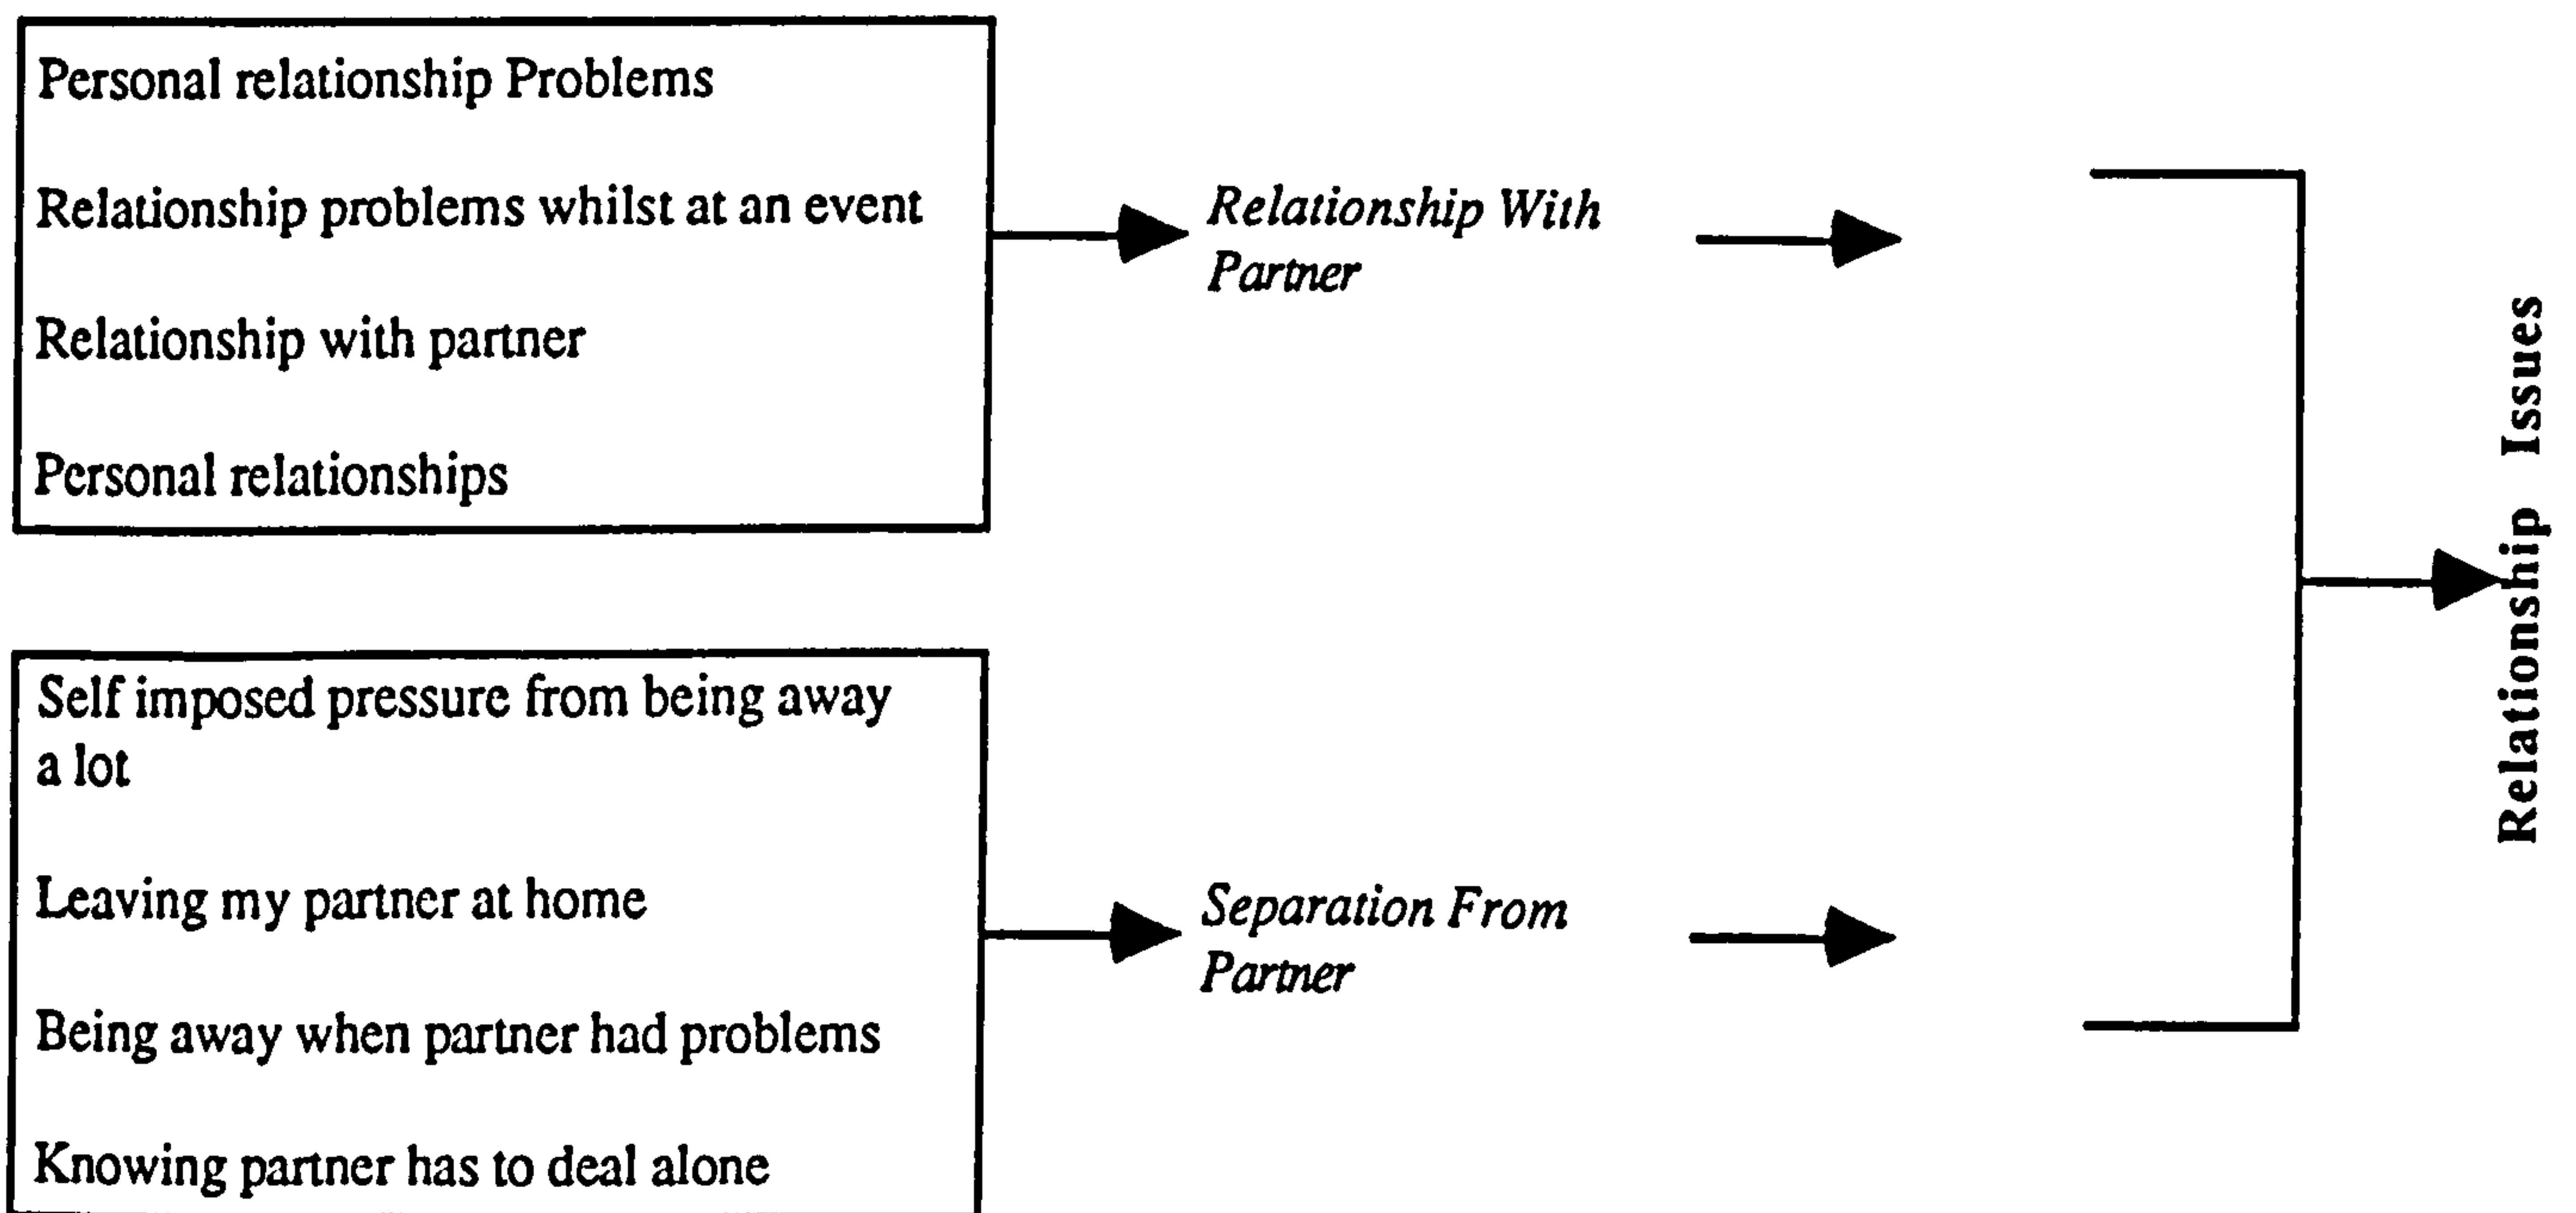 Personal relationship Problems
Relationship problems whilst at an event
Relationship with partner
Personal relationships
Relationship With
Partner
Self imposed pressure from being away
a lot
Leaving my partner at home
Being away when partner had problems
Knowing partner has to deal alone
Separation From
Partner
Relationship Issues